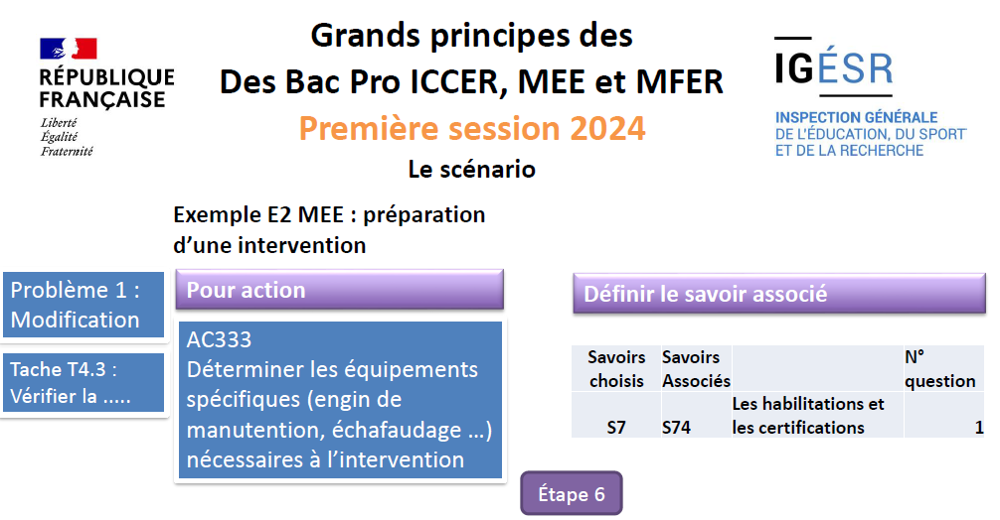 Grands principes des
Des Bac Pro ICCER, MEE et MFER
Première session 2024
Le scénario
RÉPUBLIQUE
FRANÇAISE
Liberté
Égalité
Fraternité
IGÉSR
INSPECTION GÉNÉRALE
DE L'ÉDUCATION, DU SPORT
ET DE LA RECHERCHE
Exemple E2 MEE : préparation
d’une intervention
Problème 1 :
Modification
Tache T4.3 :
Vérifier la .....
Pour action
AC333
Déterminer les équipements
spécifiques (engin de
manutention, échafaudage …)
nécessaires à l’intervention
Définir le savoir associé
Savoirs choisis Savoirs Associés N° question
S7 S74 Les habilitations et les certifications 1
Étape 6